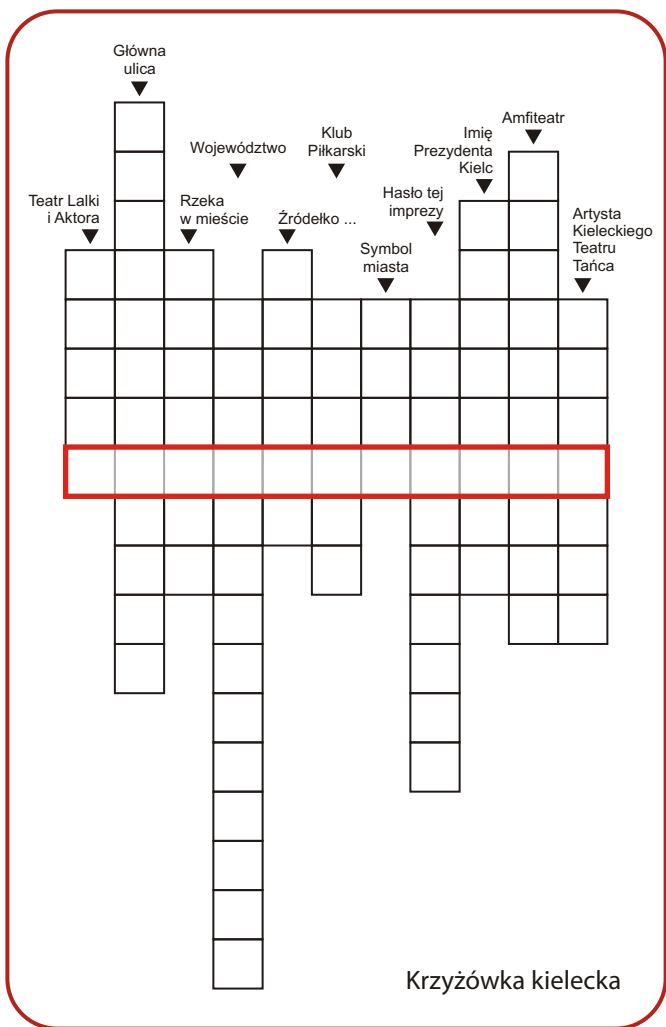 Główna
ulica
Województwo
Klub
Piłkarski
Imię
Prezydenta
Kielc
Amfiteatr
Teatr Lalki
i Aktora
Rzeka
w mieście
Źródełko ...
Symbol
miasta
Hasło tej
imprezy
Artysta
Kieleckiego
Teatru
Tańca
Krzyżówka kielecka